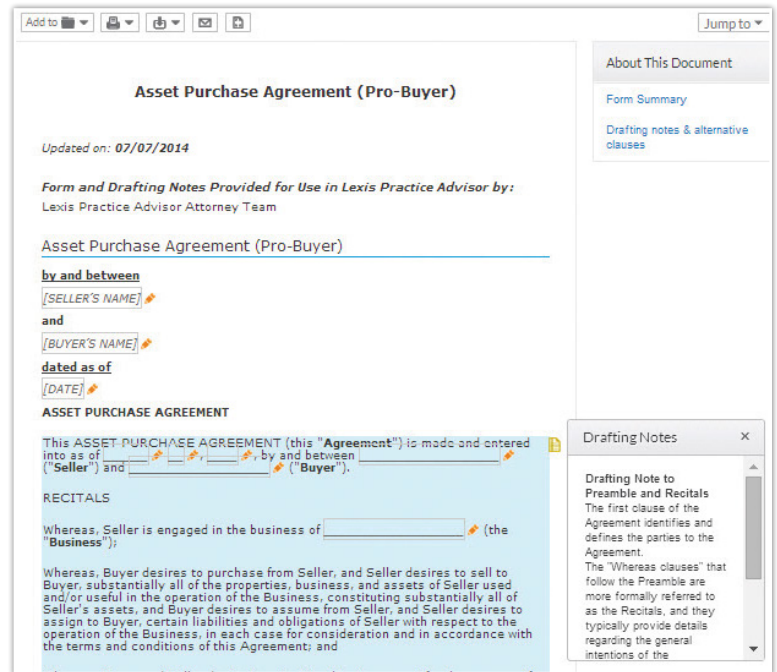 Add to
Jump to
Asset Purchase Agreement (Pro-Buyer)
Updated on: 07/07/2014
Form and Drafting Notes Provided for Use in Lexis Practice Advisor by:
Lexis Practice Advisor Attorney Team
Asset Purchase Agreement (Pro-Buyer)
by and between
[SELLER'S NAME]
and
[BUYER'S NAME]
dated as of
[DATE]
ASSET PURCHASE AGREEMENT
This ASSET PURCHASE AGREEMENT (this "Agreement") is made and entered
into as of ______ __, ____, by and between ____________________
("Seller") and ____________________ ("Buyer").
RECITALS
Whereas, Seller is engaged in the business of ____________________ (the
"Business");
Whereas, Buyer desires to purchase from Seller, and Seller desires to sell to
Buyer, substantially all of the properties, business, and assets of Seller used
and/or useful in the operation of the Business, constituting substantially all of
Seller's assets, and Buyer desires to assume from Seller, and Seller desires to
assign to Buyer, certain liabilities and obligations of Seller with respect to the
operation of the Business, in each case for consideration and in accordance with
the terms and conditions of this Agreement; and
About This Document
Form Summary
Drafting notes & alternative
clauses
Drafting Notes
Drafting Note to
Preamble and Recitals
The first clause of the
Agreement identifies and
defines the parties to the
Agreement.
The "Whereas clauses" that
follow the Preamble are
more formally referred to
as the Recitals, and they
typically provide details
regarding the general
intentions of the